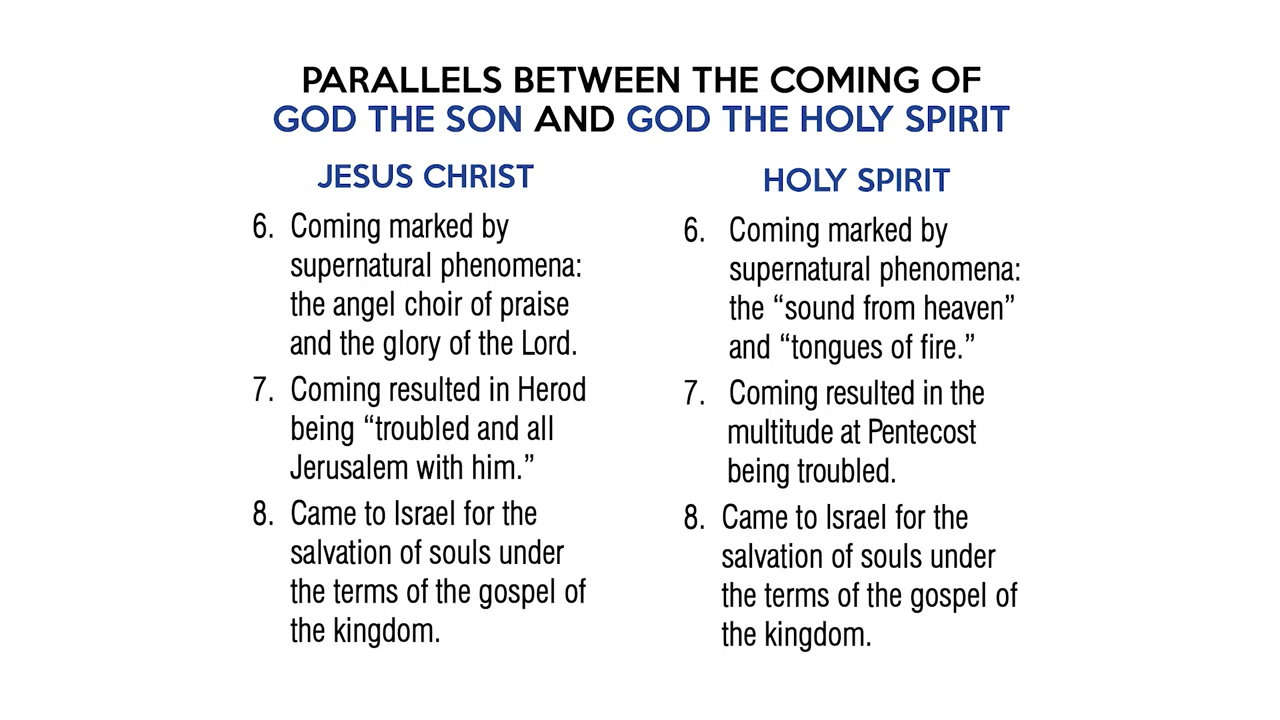 PARALLELS BETWEEN THE COMING OF
GOD THE SON AND GOD THE HOLY SPIRIT
JESUS CHRIST
6. Coming marked by
supernatural phenomena:
the angel choir of praise
and the glory of the Lord.
7. Coming resulted in Herod
being “troubled and all
Jerusalem with him.”
8. Came to Israel for the
salvation of souls under
the terms of the gospel of
the kingdom.
HOLY SPIRIT
6. Coming marked by
supernatural phenomena:
the “sound from heaven”
and “tongues of fire.”
7. Coming resulted in the
multitude at Pentecost
being troubled.
8. Came to Israel for the
salvation of souls under
the terms of the gospel of
the kingdom.